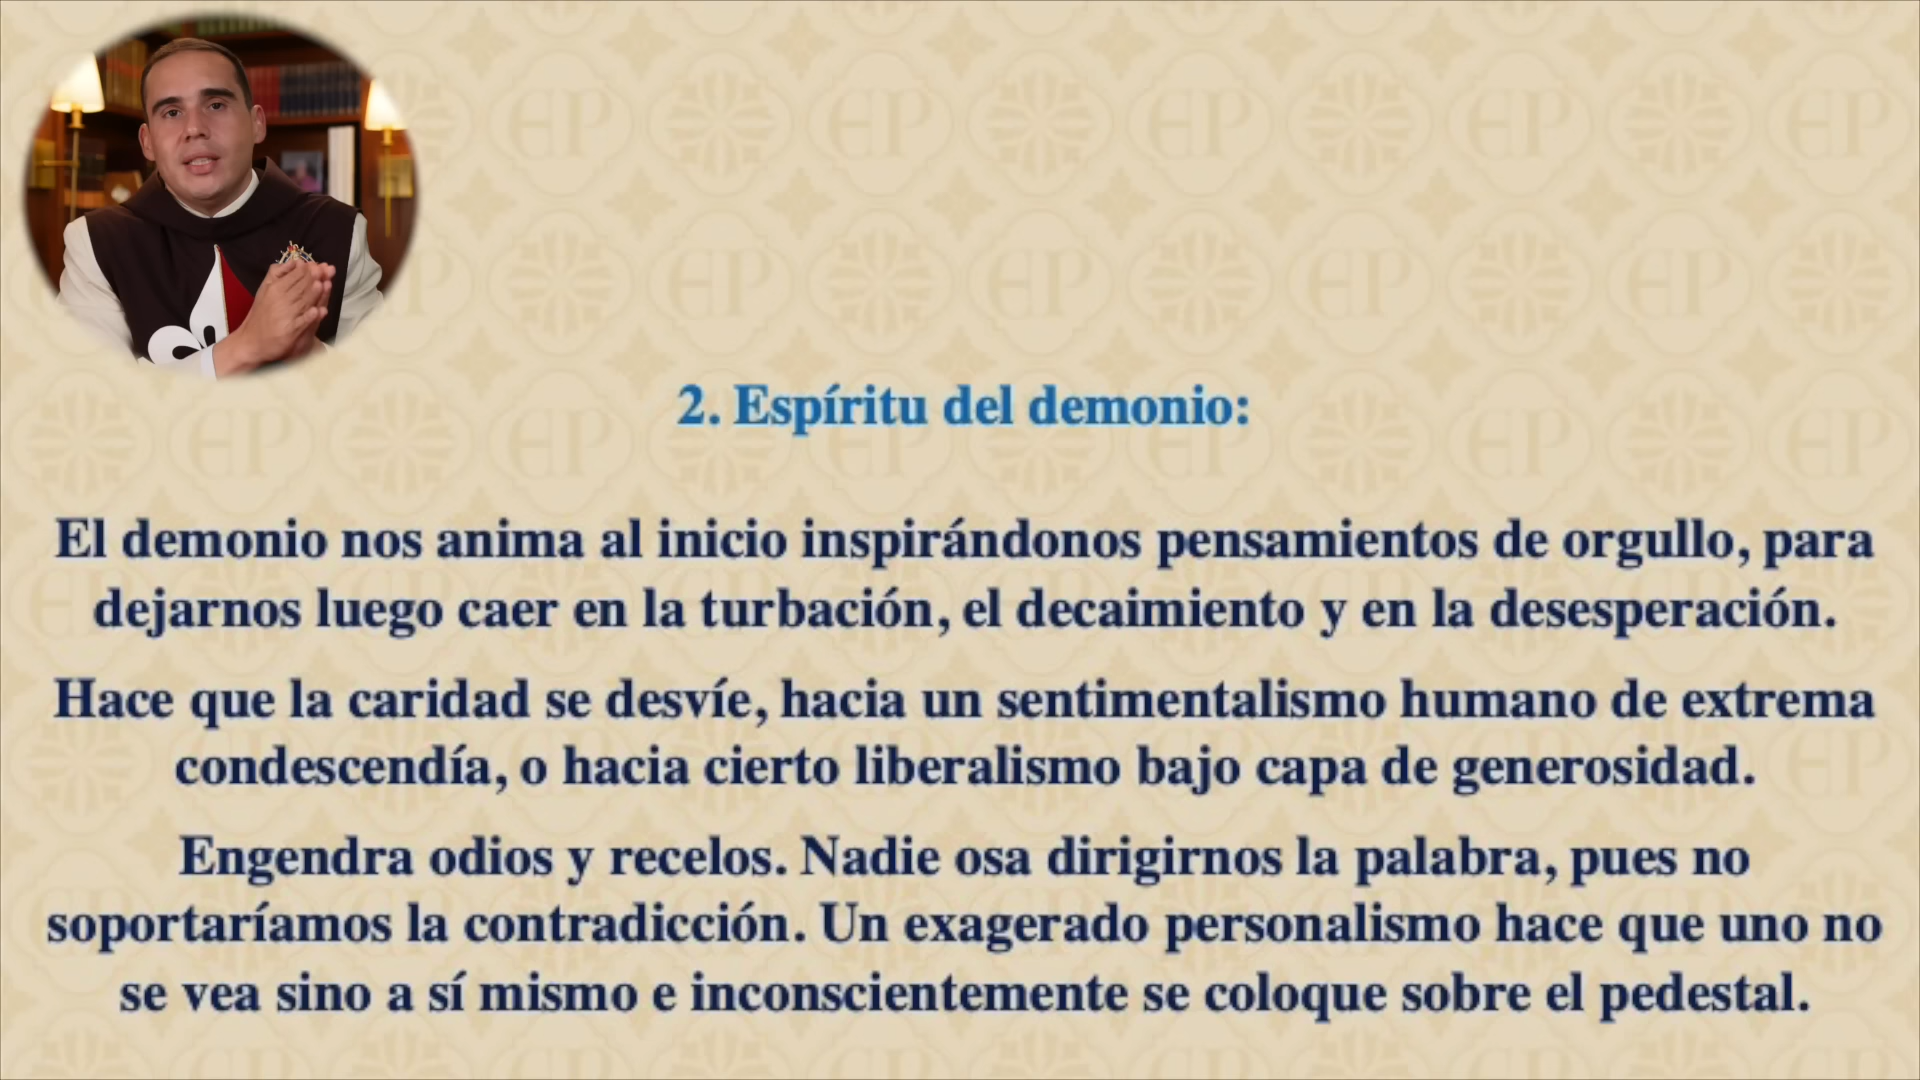 2. Espíritu del demonio:
El demonio nos anima al inicio inspirándonos pensamientos de orgullo, para
dejarnos luego caer en la turbación, el decaimiento y en la desesperación.
Hace que la caridad se desvíe, hacia un sentimentalismo humano de extrema
condescendía, o hacia cierto liberalismo bajo capa de generosidad.
Engendra odios y recelos. Nadie osa dirigirnos la palabra, pues no
soportaríamos la contradicción. Un exagerado personalismo hace que uno no
se vea sino a sí mismo e inconscientemente se coloque sobre el pedestal.